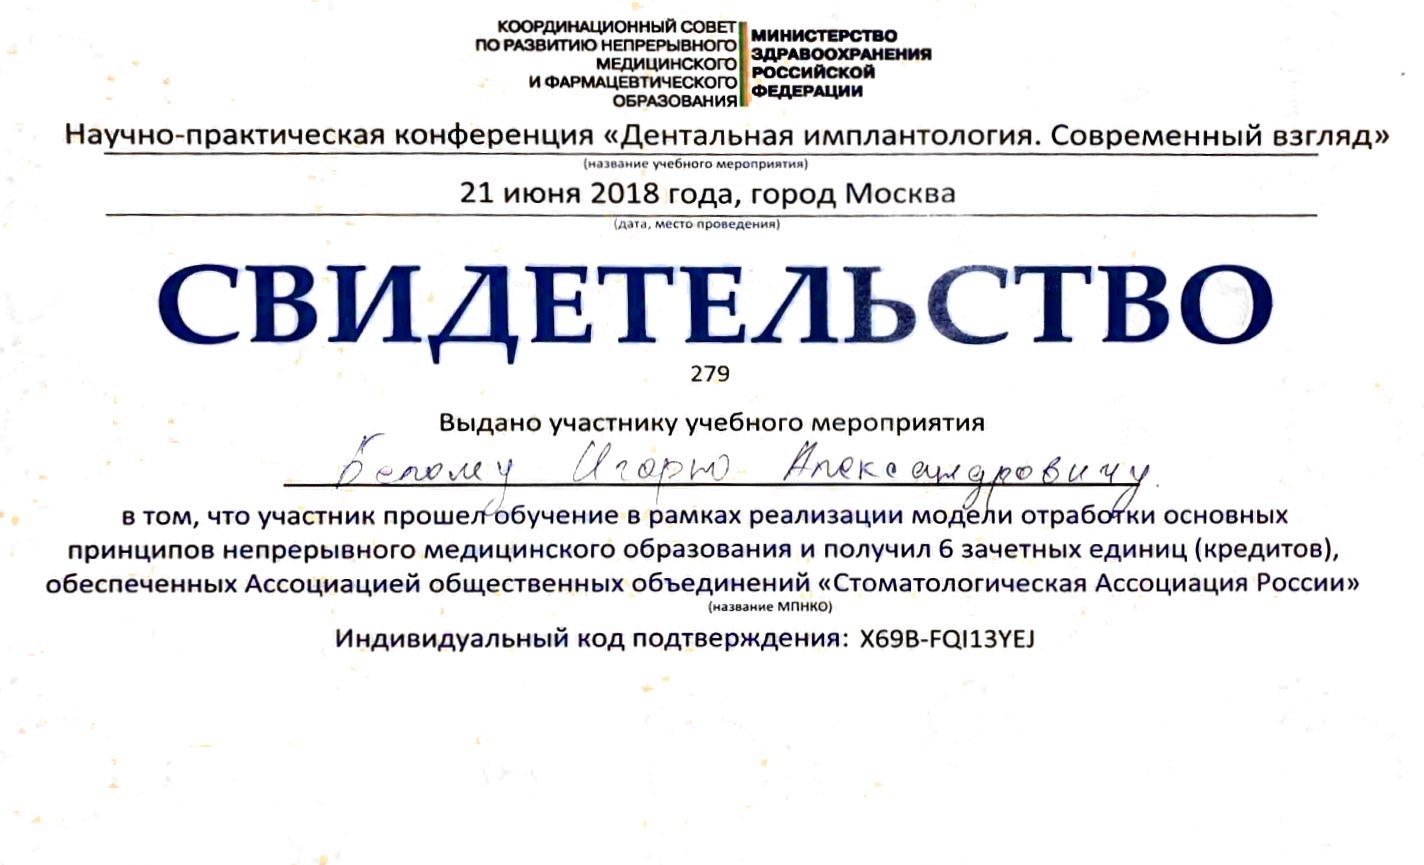 КООРДИНАЦИОННЫЙ СОВЕТ
ПО РАЗВИТИЮ НЕПРЕРЫВНОГО
МЕДИЦИНСКОГО
И ФАРМАЦЕВТИЧЕСКОГО
ОБРАЗОВАНИЯ
МИНИСТЕРСТВО
ЗДРАВООХРАНЕНИЯ
РОССИЙСКОЙ
ФЕДЕРАЦИИ
Научно-практическая конференция «Дентальная имплантология. Современный взгляд»
(название учебного мероприятия)
21 июня 2018 года, город Москва
(дата, место проведения)
СВИДЕТЕЛЬСТВО
279
Выдано участнику учебного мероприятия
Белому Игорю Александровичу.
в том, что участник прошел обучение в рамках реализации модели отработки основных
принципов непрерывного медицинского образования и получил 6 зачетных единиц (кредитов),
обеспеченных Ассоциацией общественных объединений «Стоматологическая Ассоциация России»
(название МПНКО)
Индивидуальный код подтверждения: X69B-FQI13YEJ